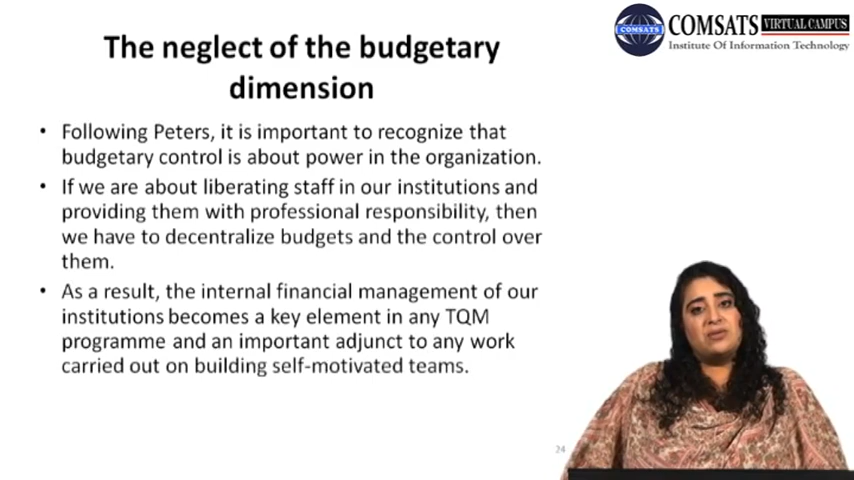 The neglect of the budgetary
dimension
COMSATS
COMSATS VIRTUAL CAMPUS
Institute Of Information Technology
• Following Peters, it is important to recognize that
budgetary control is about power in the organization.
• If we are about liberating staff in our institutions and
providing them with professional responsibility, then
we have to decentralize budgets and the control over
them.
• As a result, the internal financial management of our
institutions becomes a key element in any TQM
programme and an important adjunct to any work
carried out on building self-motivated teams.
24